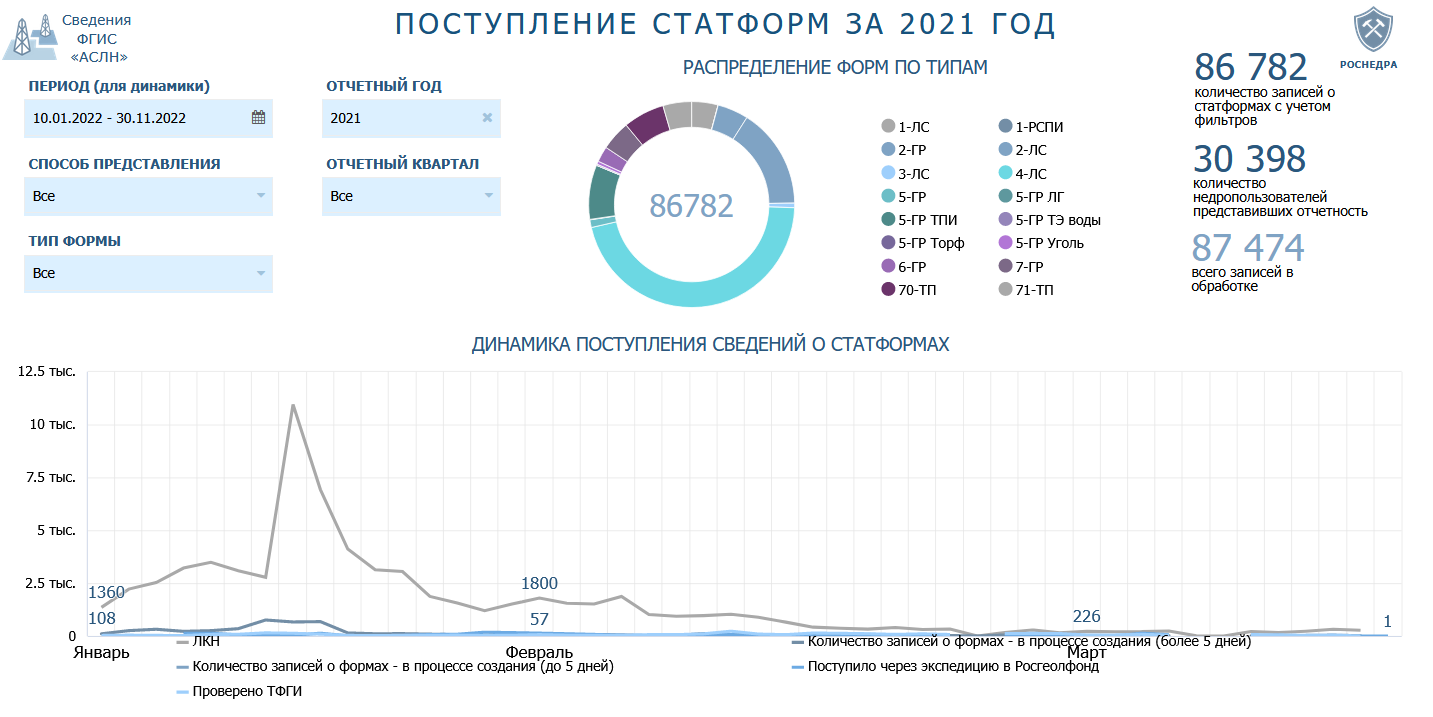 Сведения
ФГИС
«АСЛН»
ПОСТУПЛЕНИЕ СТАТФОРМ ЗА 2021 ГОД
РОСНЕДРА
ПЕРИОД (для динамики)
10.01.2022 - 30.11.2022
ОТЧЕТНЫЙ ГОД
2021
СПОСОБ ПРЕДСТАВЛЕНИЯ
Все
ОТЧЕТНЫЙ КВАРТАЛ
Все
ТИП ФОРМЫ
Все
РАСПРЕДЕЛЕНИЕ ФОРМ ПО ТИПАМ
86782
1-ЛС
1-РСПИ
2-ГР
2-ЛС
3-ЛС
4-ЛС
5-ГР
5-ГР ЛГ
5-ГР ТПИ
5-ГР ТЭ воды
5-ГР Торф
5-ГР Уголь
6-ГР
7-ГР
70-ТП
71-ТП
86 782
количество записей о
статформах с учетом
фильтров
30 398
количество
недропользователей
представивших отчетность
87 474
всего записей в
обработке
ДИНАМИКА ПОСТУПЛЕНИЯ СВЕДЕНИЙ О СТАТФОРМАХ
12.5 тыс.
10 тыс.
7.5 тыс.
5 тыс.
2.5 тыс.
0
1360
108
1800
57
226
1
Январь
Февраль
Март
ЛКН
Количество записей о формах - в процессе создания (более 5 дней)
Количество записей о формах - в процессе создания (до 5 дней)
Поступило через экспедицию в Росгеолфонд
Проверено ТФГИ